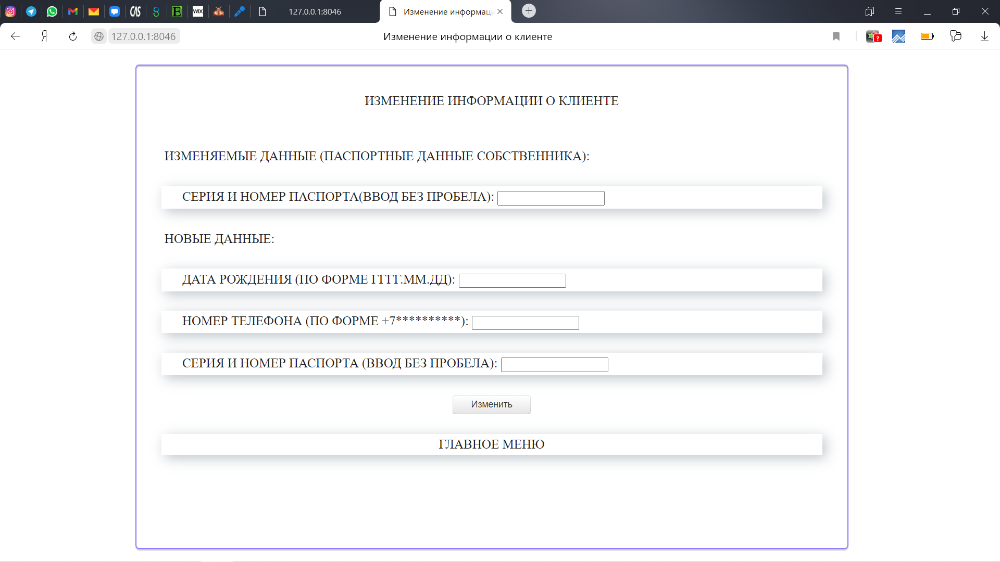 127.0.0.1:8046
Изменение информац
127.0.0.1:8046
Изменение информации о клиенте
ИЗМЕНЕНИЕ ИНФОРМАЦИИ О КЛИЕНТЕ
ИЗМЕНЯЕМЫЕ ДАННЫЕ (ПАСПОРТНЫЕ ДАННЫЕ СОБСТВЕННИКА):
СЕРИЯ И НОМЕР ПАСПОРТА(ВВОД БЕЗ ПРОБЕЛА):
НОВЫЕ ДАННЫЕ:
ДАТА РОЖДЕНИЯ (ПО ФОРМЕ ГГГГ.ММ.ДД):
НОМЕР ТЕЛЕФОНА (ПО ФОРМЕ +7**********):
СЕРИЯ И НОМЕР ПАСПОРТА (ВВОД БЕЗ ПРОБЕЛА):
Изменить
ГЛАВНОЕ МЕНЮ